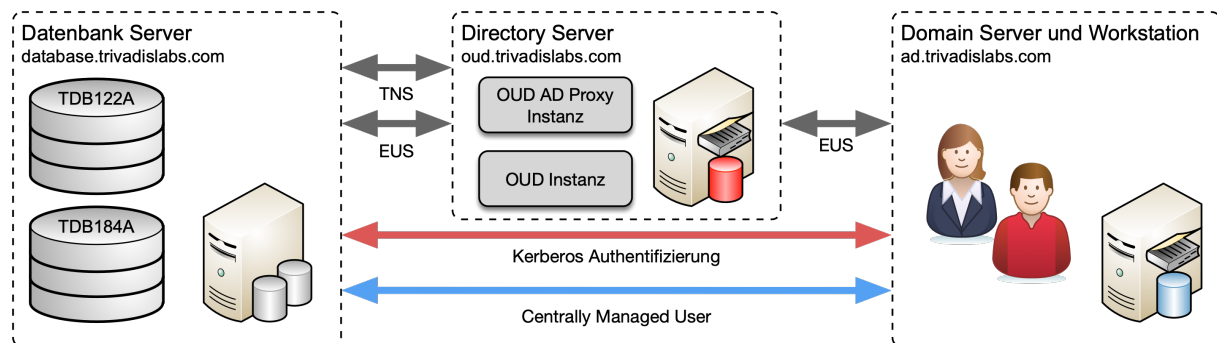 Datenbank Server
database.trivadislabs.com
TDB122A
TDB184A
TNS
EUS
Directory Server
oud.trivadislabs.com
OUD AD Proxy
Instanz
OUD Instanz
EUS
Domain Server und Workstation
ad.trivadislabs.com
Kerberos Authentifizierung
Centrally Managed User